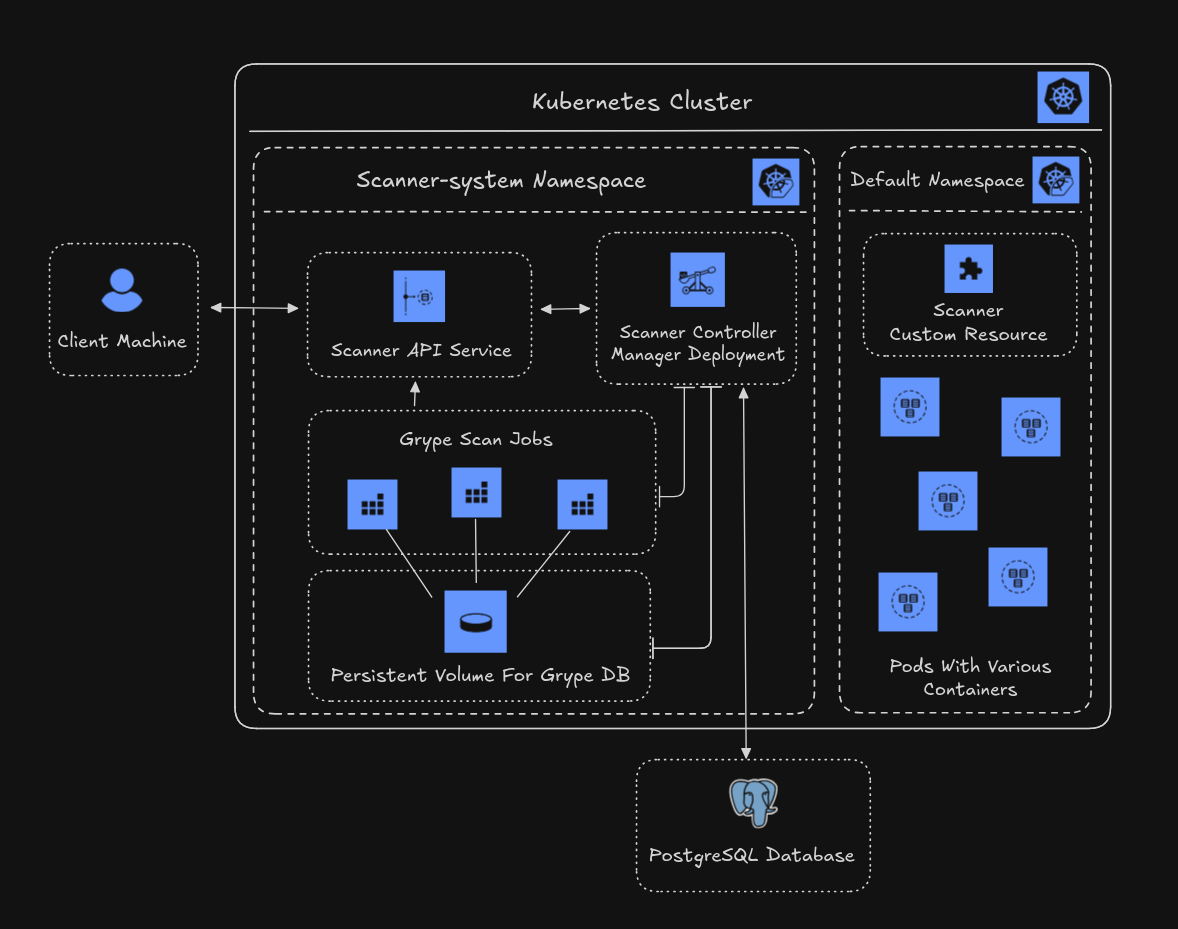 Kubernetes Cluster
Scanner-system Namespace
Default Namespace
Client Machine
Scanner API Service
Scanner Controller
Manager Deployment
Scanner
Custom Resource
Grype Scan Jobs
Persistent Volume For Grype DB
Pods With Various
Containers
PostgreSQL Database